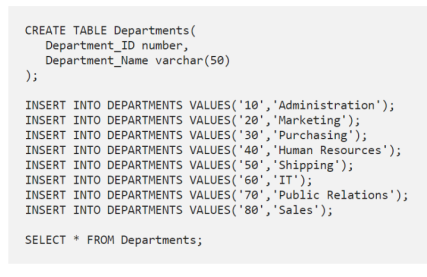 CREATE TABLE Departments(
Department_ID number,
Department_Name varchar(50)
);
INSERT INTO DEPARTMENTS VALUES('10','Administration');
INSERT INTO DEPARTMENTS VALUES('20','Marketing');
INSERT INTO DEPARTMENTS VALUES('30','Purchasing');
INSERT INTO DEPARTMENTS VALUES('40','Human Resources');
INSERT INTO DEPARTMENTS VALUES('50','Shipping');
INSERT INTO DEPARTMENTS VALUES('60','IT');
INSERT INTO DEPARTMENTS VALUES('70','Public Relations');
INSERT INTO DEPARTMENTS VALUES('80','Sales');
SELECT * FROM Departments;